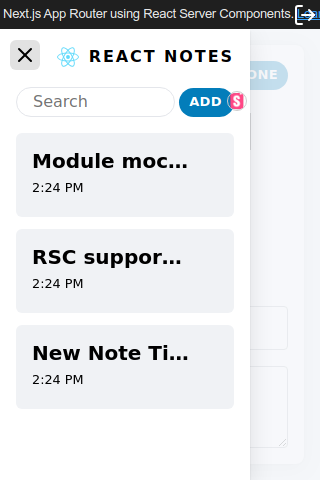 Next.js App Router using React Server Components.
REACT NOTES
Search
ADD
S
ONE
Module moc...
2:24 PM
RSC suppor...
2:24 PM
New Note Ti...
2:24 PM